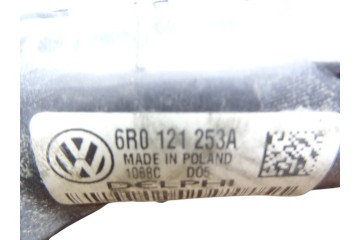 6R0 121 253A
MADE IN POLAND
1088C D05
DELPHI